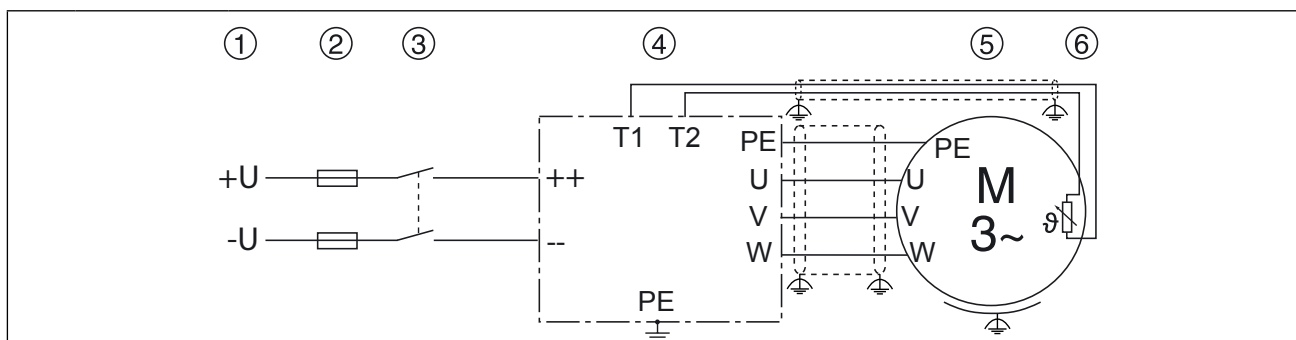 ① ② ③ ④ ⑤ ⑥
T1 T2
PE PE
+U ++ U U
M
V V
3~ ϑ
-U -- W W
PE